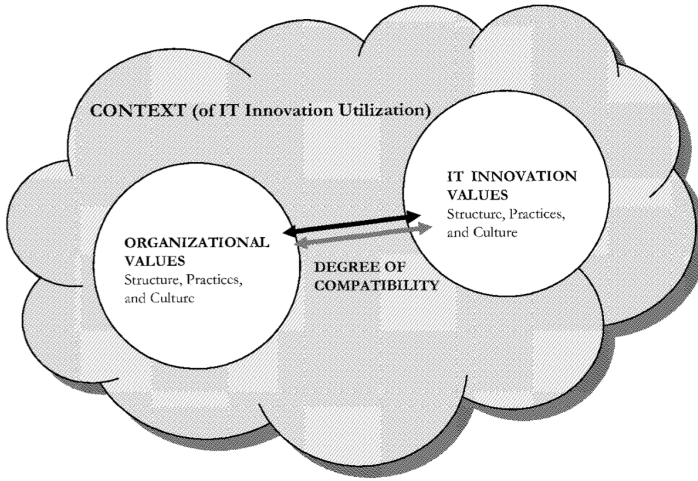 CONTEXT (of IT Innovation Utilization)
IT INNOVATION
VALUES
Structure, Practices,
and Culture
ORGANIZATIONAL
VALUES
Structure, Practices,
and Culture
DEGREE OF
COMPATIBILITY